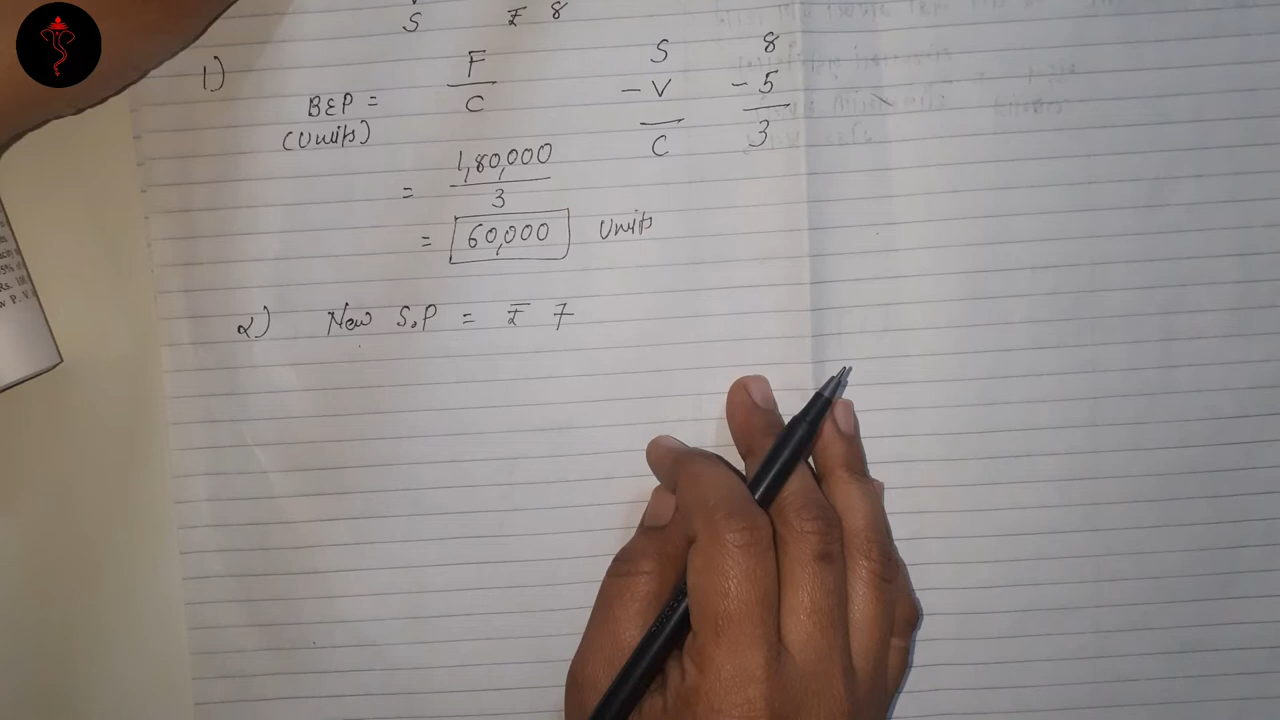 S ₹ 8
1) BEP = F/C
(Units)
S 8
- V - 5
C 3
= 1,80,000/3
= 60,000 Units
2) New S.P = ₹ 7